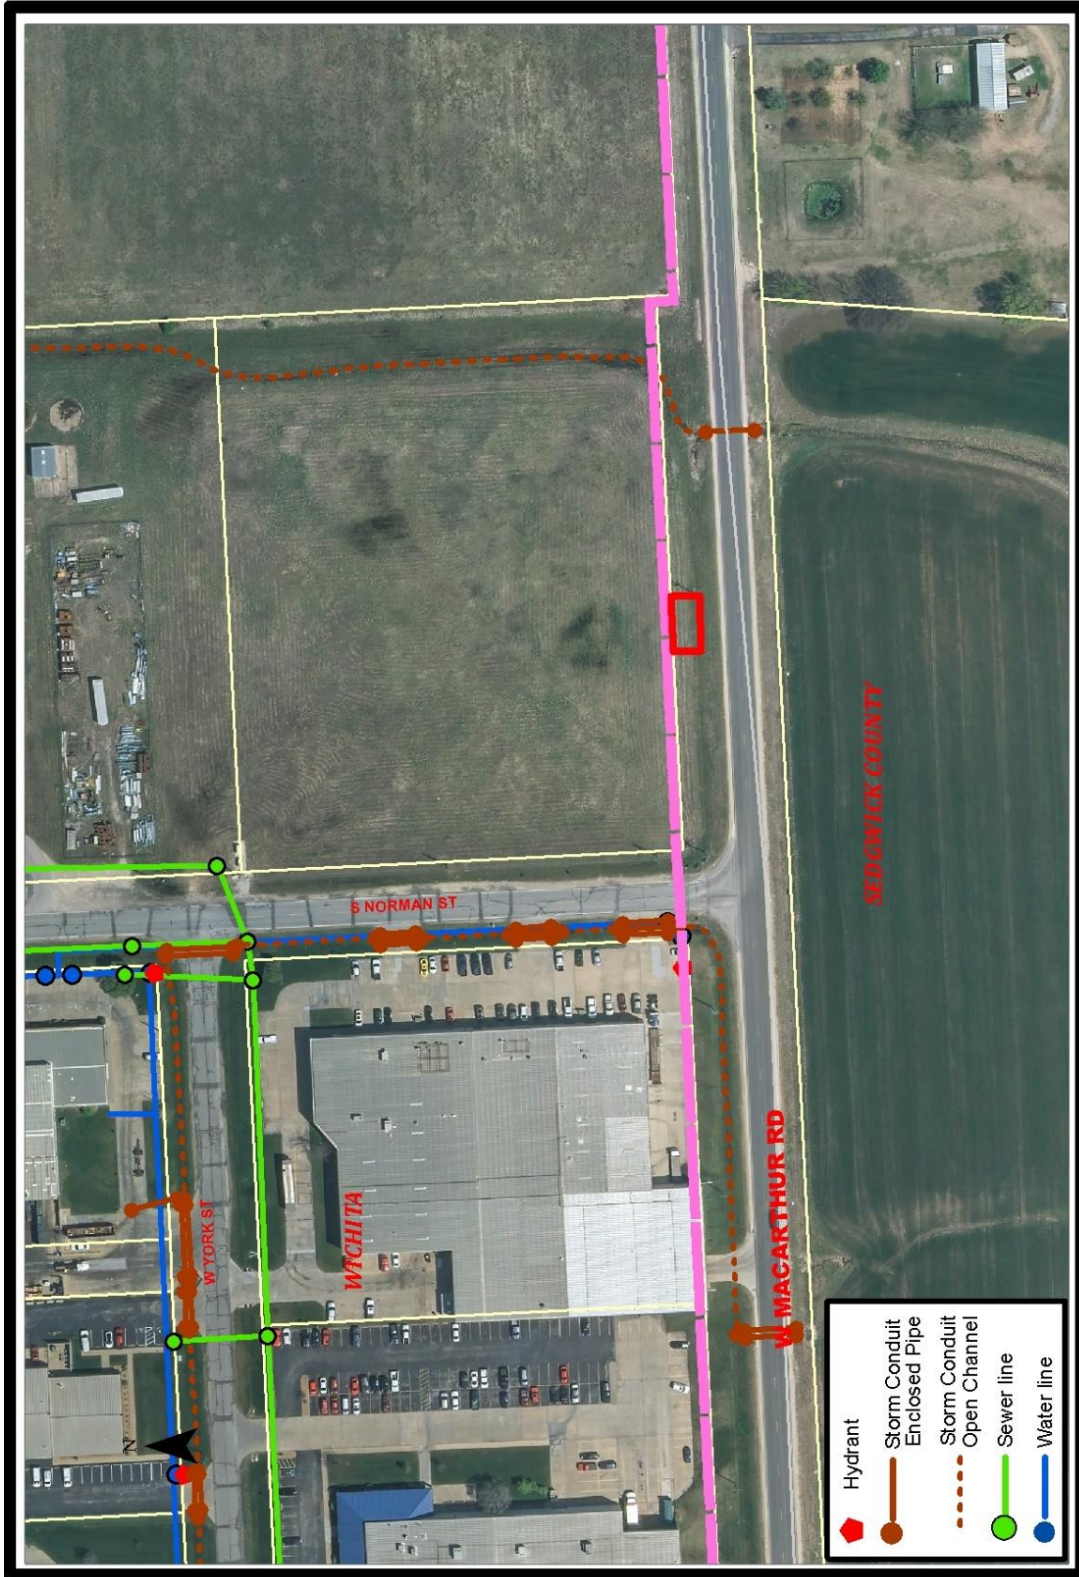 S NORMAN ST
W YORK ST
WICHITA
W MACARTHUR RD
SEDGWICK COUNTY
N
Hydrant
Storm Conduit
Enclosed Pipe
Storm Conduit
Open Channel
Sewer line
Water line